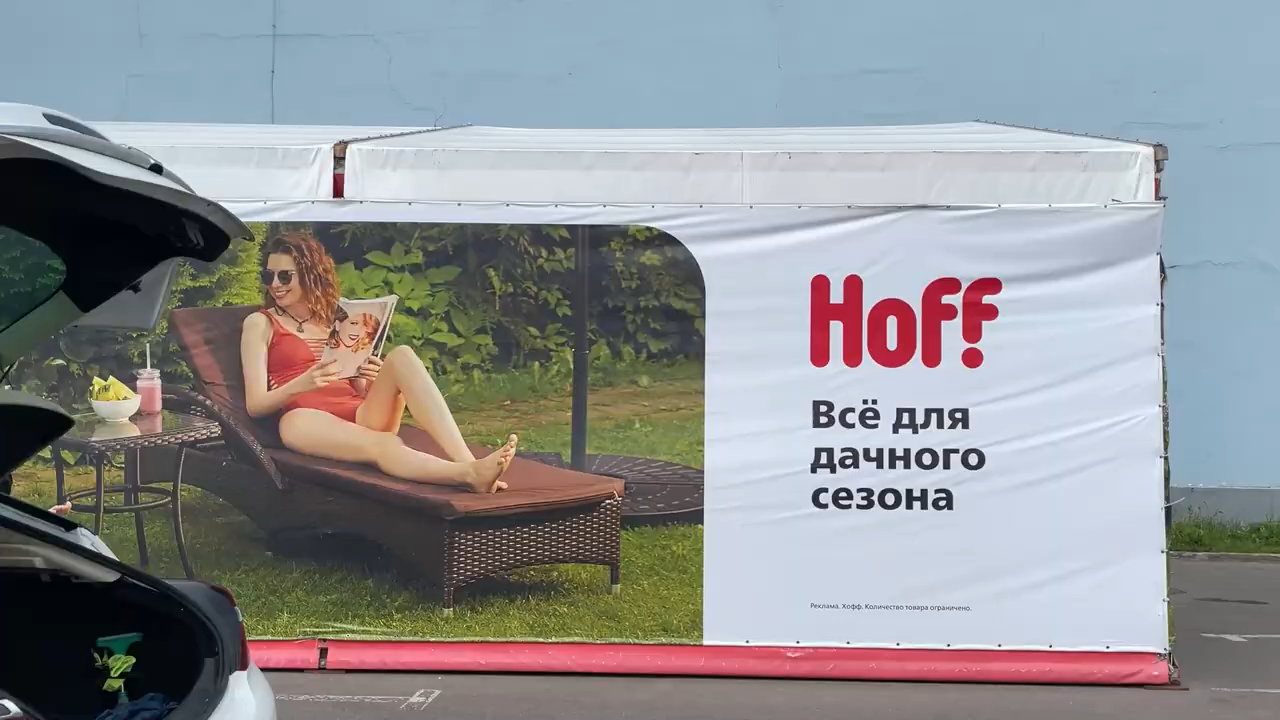 Hoff
Всё для
дачного
сезона
Реклама. Хофф. Количество товара ограничено.